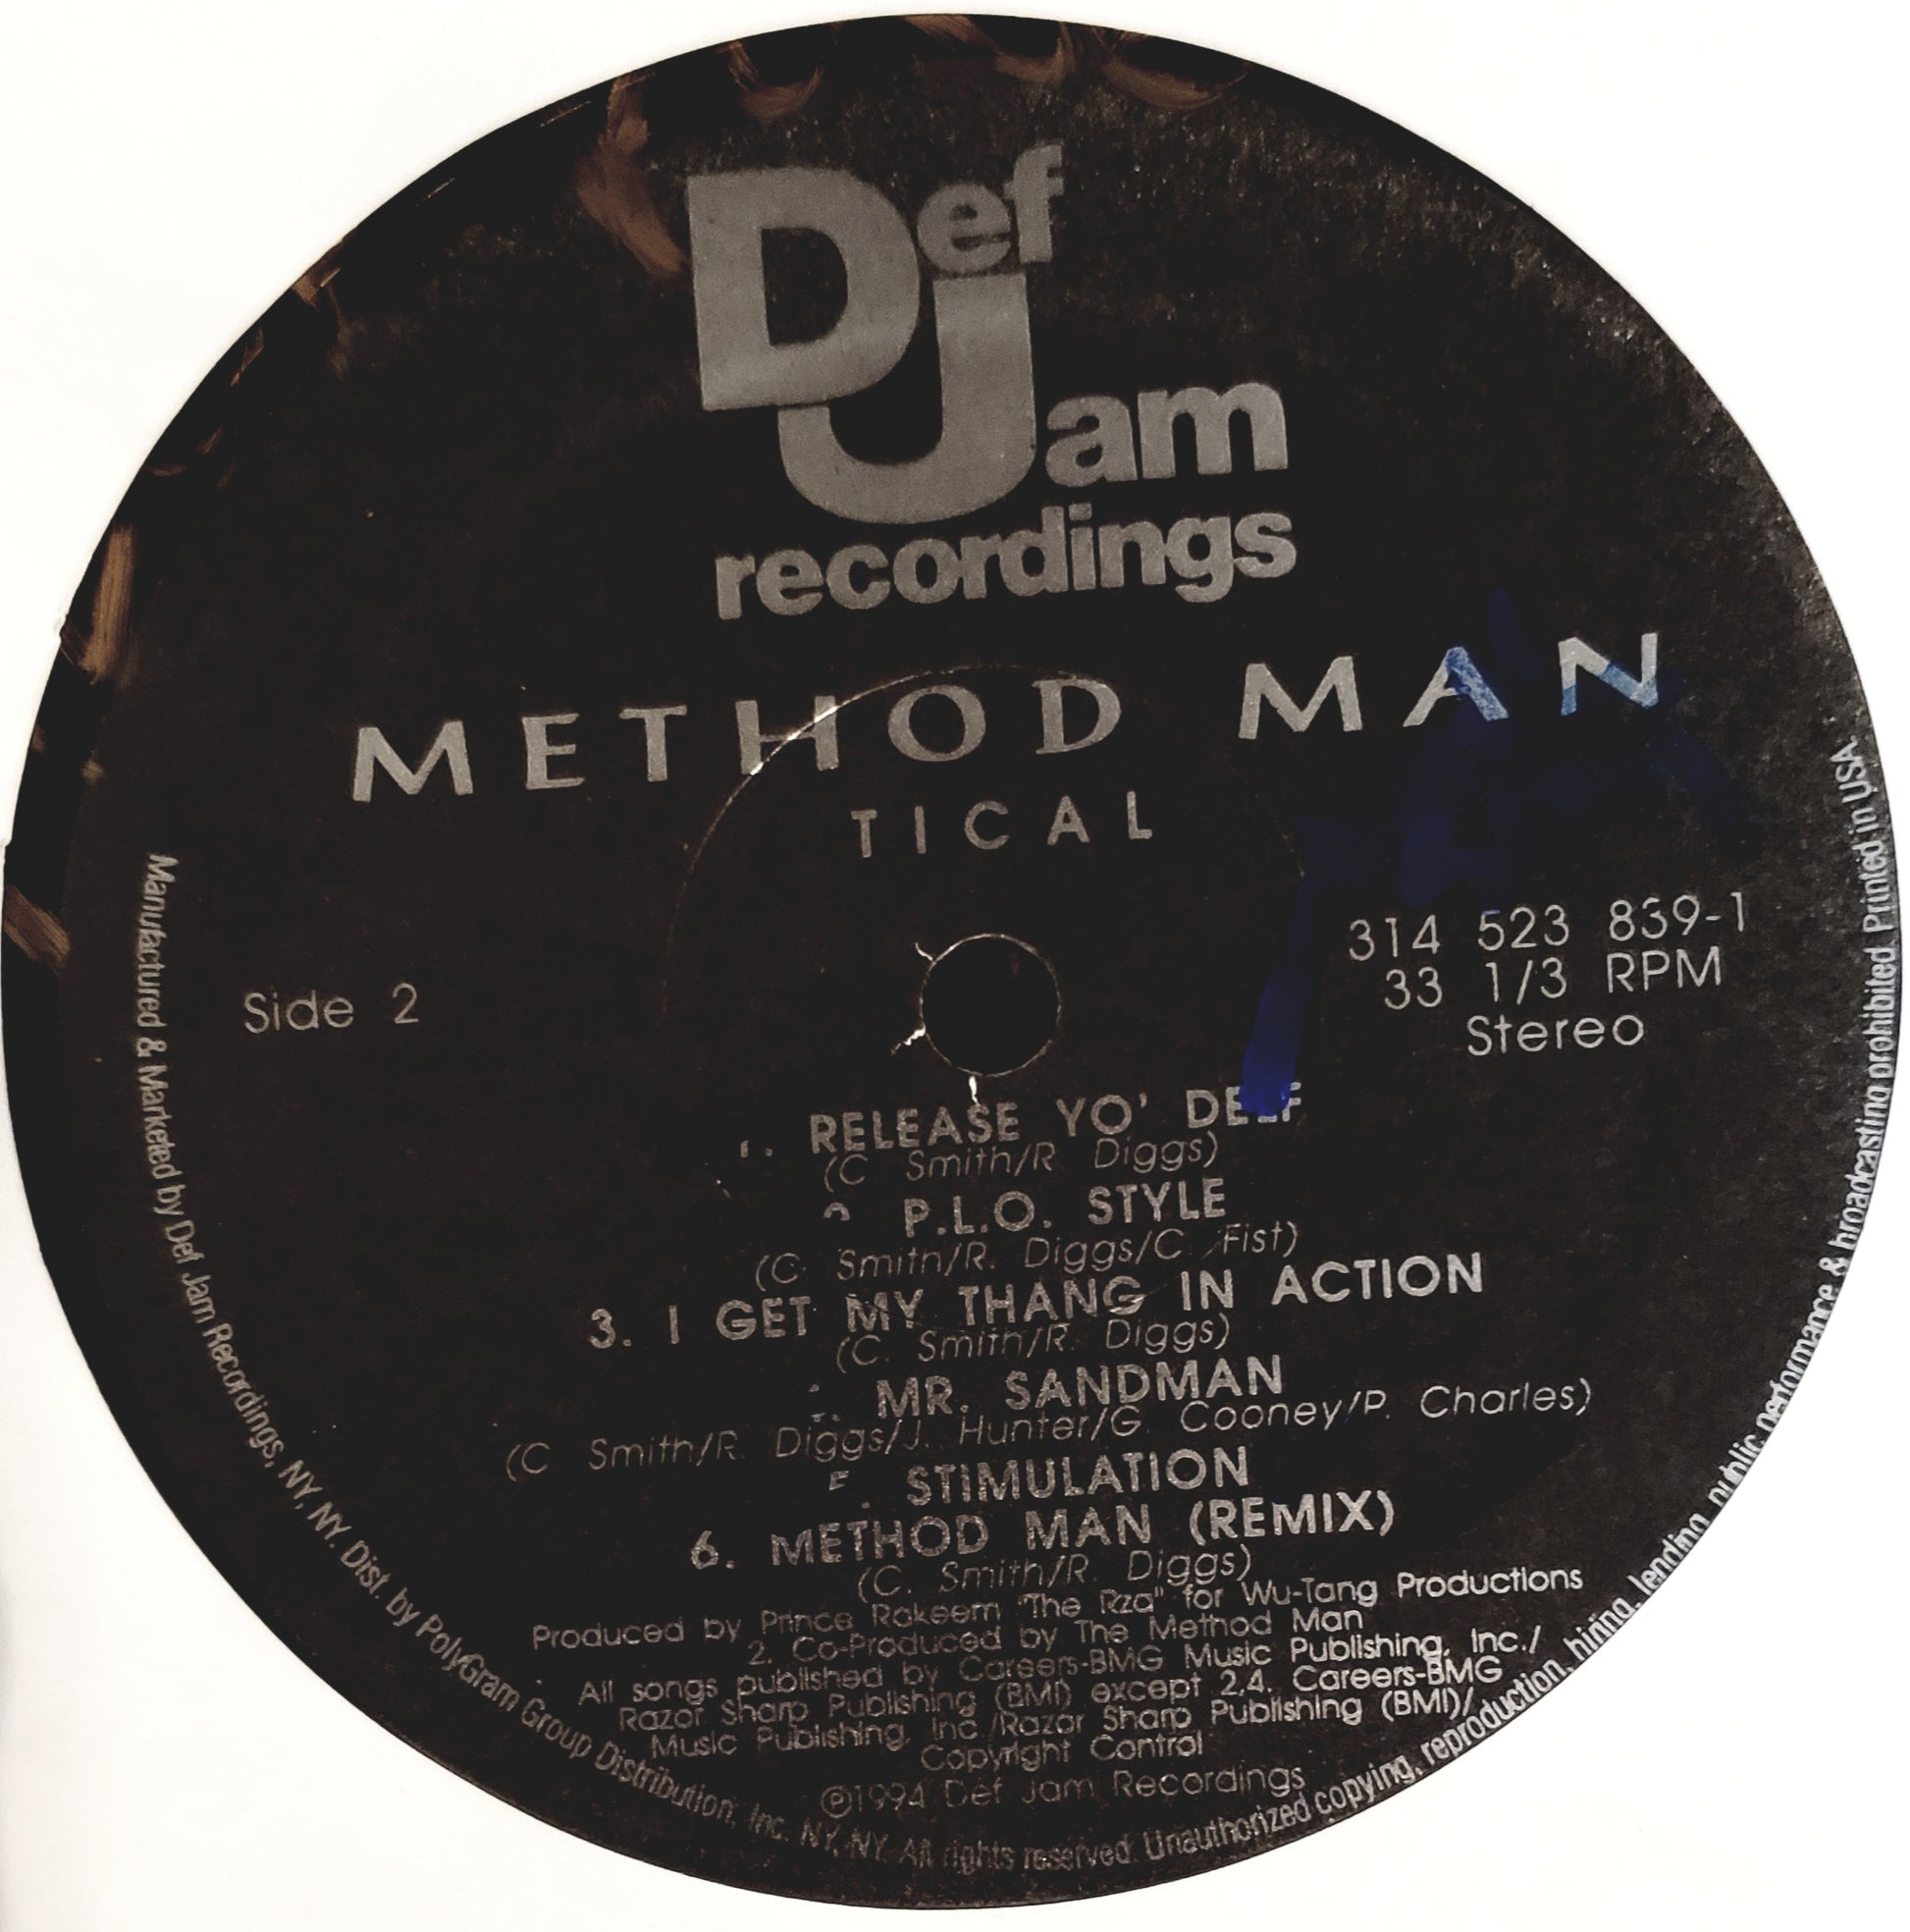 Def
Jam
recordings
METHOD MAN
TICAL
314 523 839-1
33 1/3 RPM
Stereo
Side 2
1. RELEASE YO' DELF
(C Smith/R Diggs)
P.L.O. STYLE
(C. Smith/R. Diggs/C. Fist)
3. I GET MY THANG IN ACTION
(C. Smith/R. Diggs)
MR. SANDMAN
(C Smith/R. Diggs/J. Hunter/G. Cooney/P. Charles)
STIMULATION
6. METHOD MAN (REMIX)
(C. Smith/R. Diggs)
Produced by Prince Rakeem "The Rza" for Wu-Tang Productions
2. Co-Produced by The Method Man
All songs published by Careers-BMG Music Publishing, Inc./
Razor Sharp Publishing (BMI) except 2,4. Careers-BMG
Music Publishing, Inc./Razor Sharp Publishing (BMI)/
Copyright Control
℗1994 Def Jam Recordings
Manufactured & Marketed by Def Jam Recordings, NY, NY. Dist. by PolyGram Group Distribution, Inc. NY, NY. All rights reserved. Unauthorized copying, reproduction, hiring, lending, public performance & broadcasting prohibited. Printed in USA.